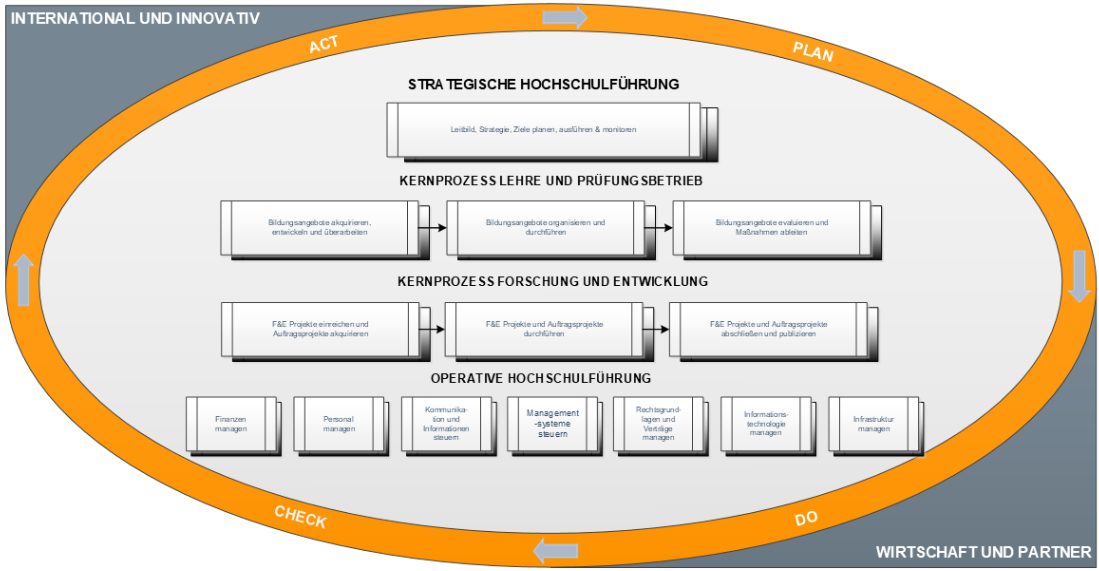 INTERNATIONAL UND INNOVATIV
ACT
PLAN
STRATEGISCHE HOCHSCHULFÜHRUNG
Leitbild, Strategie, Ziele planen, ausführen & monitoren
KERNPROZESS LEHRE UND PRÜFUNGSBETRIEB
Bildungsangebote akquirieren,
entwickeln und überarbeiten
Bildungsangebote organisieren und
durchführen
Bildungsangebote evaluieren und
Maßnahmen ableiten
KERNPROZESS FORSCHUNG UND ENTWICKLUNG
F&E Projekte einreichen und
Auftragsprojekte akquirieren
F&E Projekte und Auftragsprojekte
durchführen
F&E Projekte und Auftragsprojekte
abschließen und publizieren
OPERATIVE HOCHSCHULFÜHRUNG
Finanzen
managen
Personal
managen
Kommunika-
tion und
Informationen
steuern
Management
-systeme
steuern
Rechtsgrund-
lagen und
Verträge
managen
Informations-
technologie
managen
Infrastruktur
managen
CHECK
DO
WIRTSCHAFT UND PARTNER